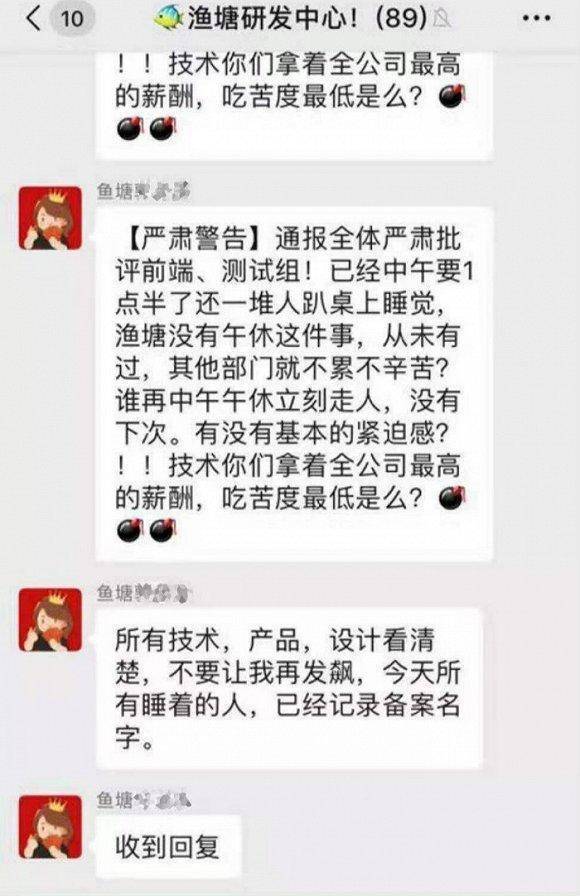 10
渔塘研发中心！(89)
！！技术你们拿着全公司最高
的薪酬，吃苦度最低是么？
鱼塘
【严肃警告】通报全体严肃批
评前端、测试组！已经中午要1
点半了还一堆人趴桌上睡觉，
渔塘没有午休这件事，从未有
过，其他部门就不累不辛苦？
谁再中午午休立刻走人，没有
下次。有没有基本的紧迫感？
！！技术你们拿着全公司最高
的薪酬，吃苦度最低是么？
鱼塘
所有技术，产品，设计看清
楚，不要让我再发飙，今天所
有睡着的人，已经记录备案名
字。
鱼塘
收到回复